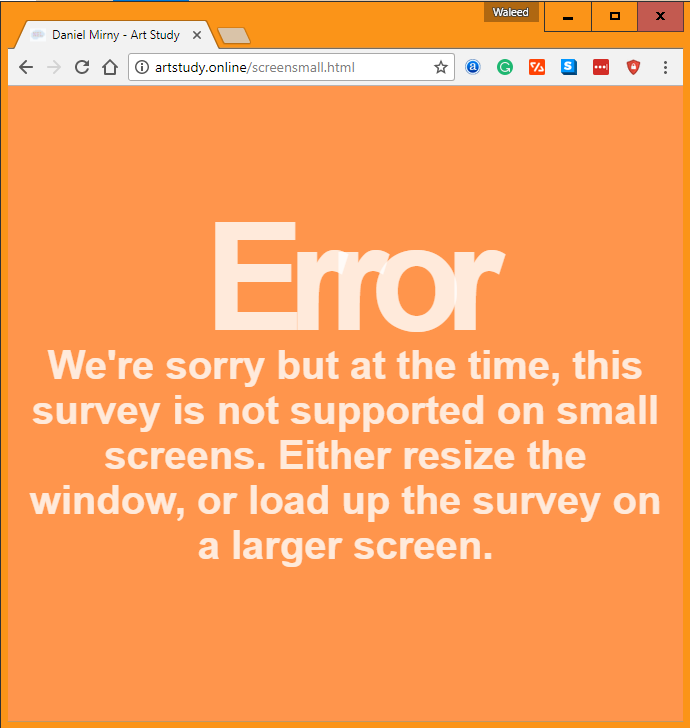 Waleed
Daniel Mirny - Art Study
artstudy.online/screensmall.html
Error
We're sorry but at the time, this
survey is not supported on small
screens. Either resize the
window, or load up the survey on
a larger screen.